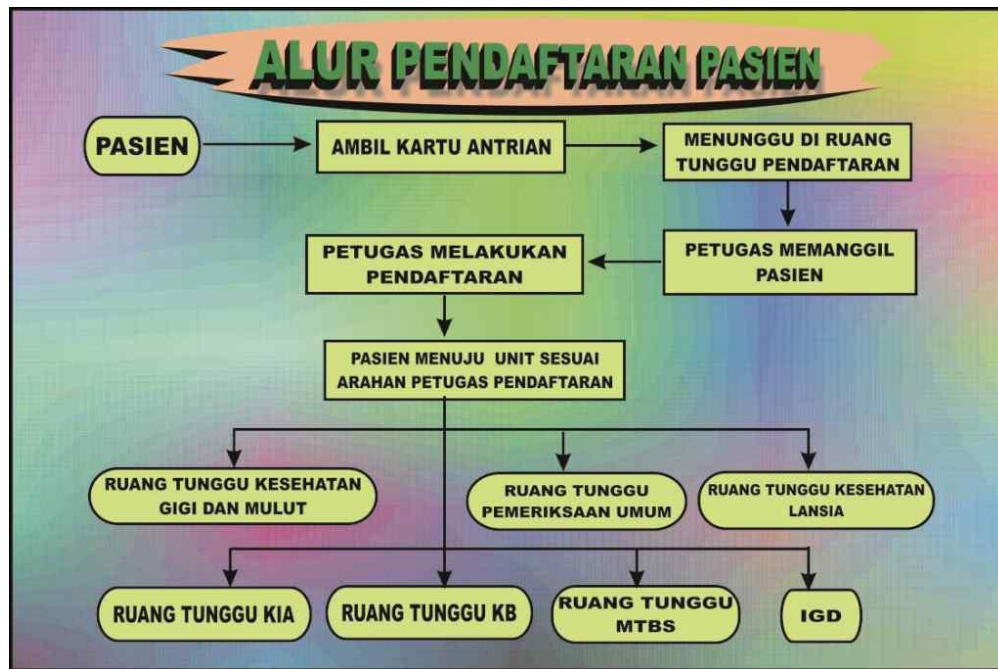 ALUR PENDAFTARAN PASIEN
PASIEN
AMBIL KARTU ANTRIAN
MENUNGGU DI RUANG
TUNGGU PENDAFTARAN
PETUGAS MEMANGGIL
PASIEN
PETUGAS MELAKUKAN
PENDAFTARAN
PASIEN MENUJU UNIT SESUAI
ARAHAN PETUGAS PENDAFTARAN
RUANG TUNGGU KESEHATAN
GIGI DAN MULUT
RUANG TUNGGU
PEMERIKSAAN UMUM
RUANG TUNGGU KESEHATAN
LANSIA
RUANG TUNGGU KIA
RUANG TUNGGU KB
RUANG TUNGGU
MTBS
IGD